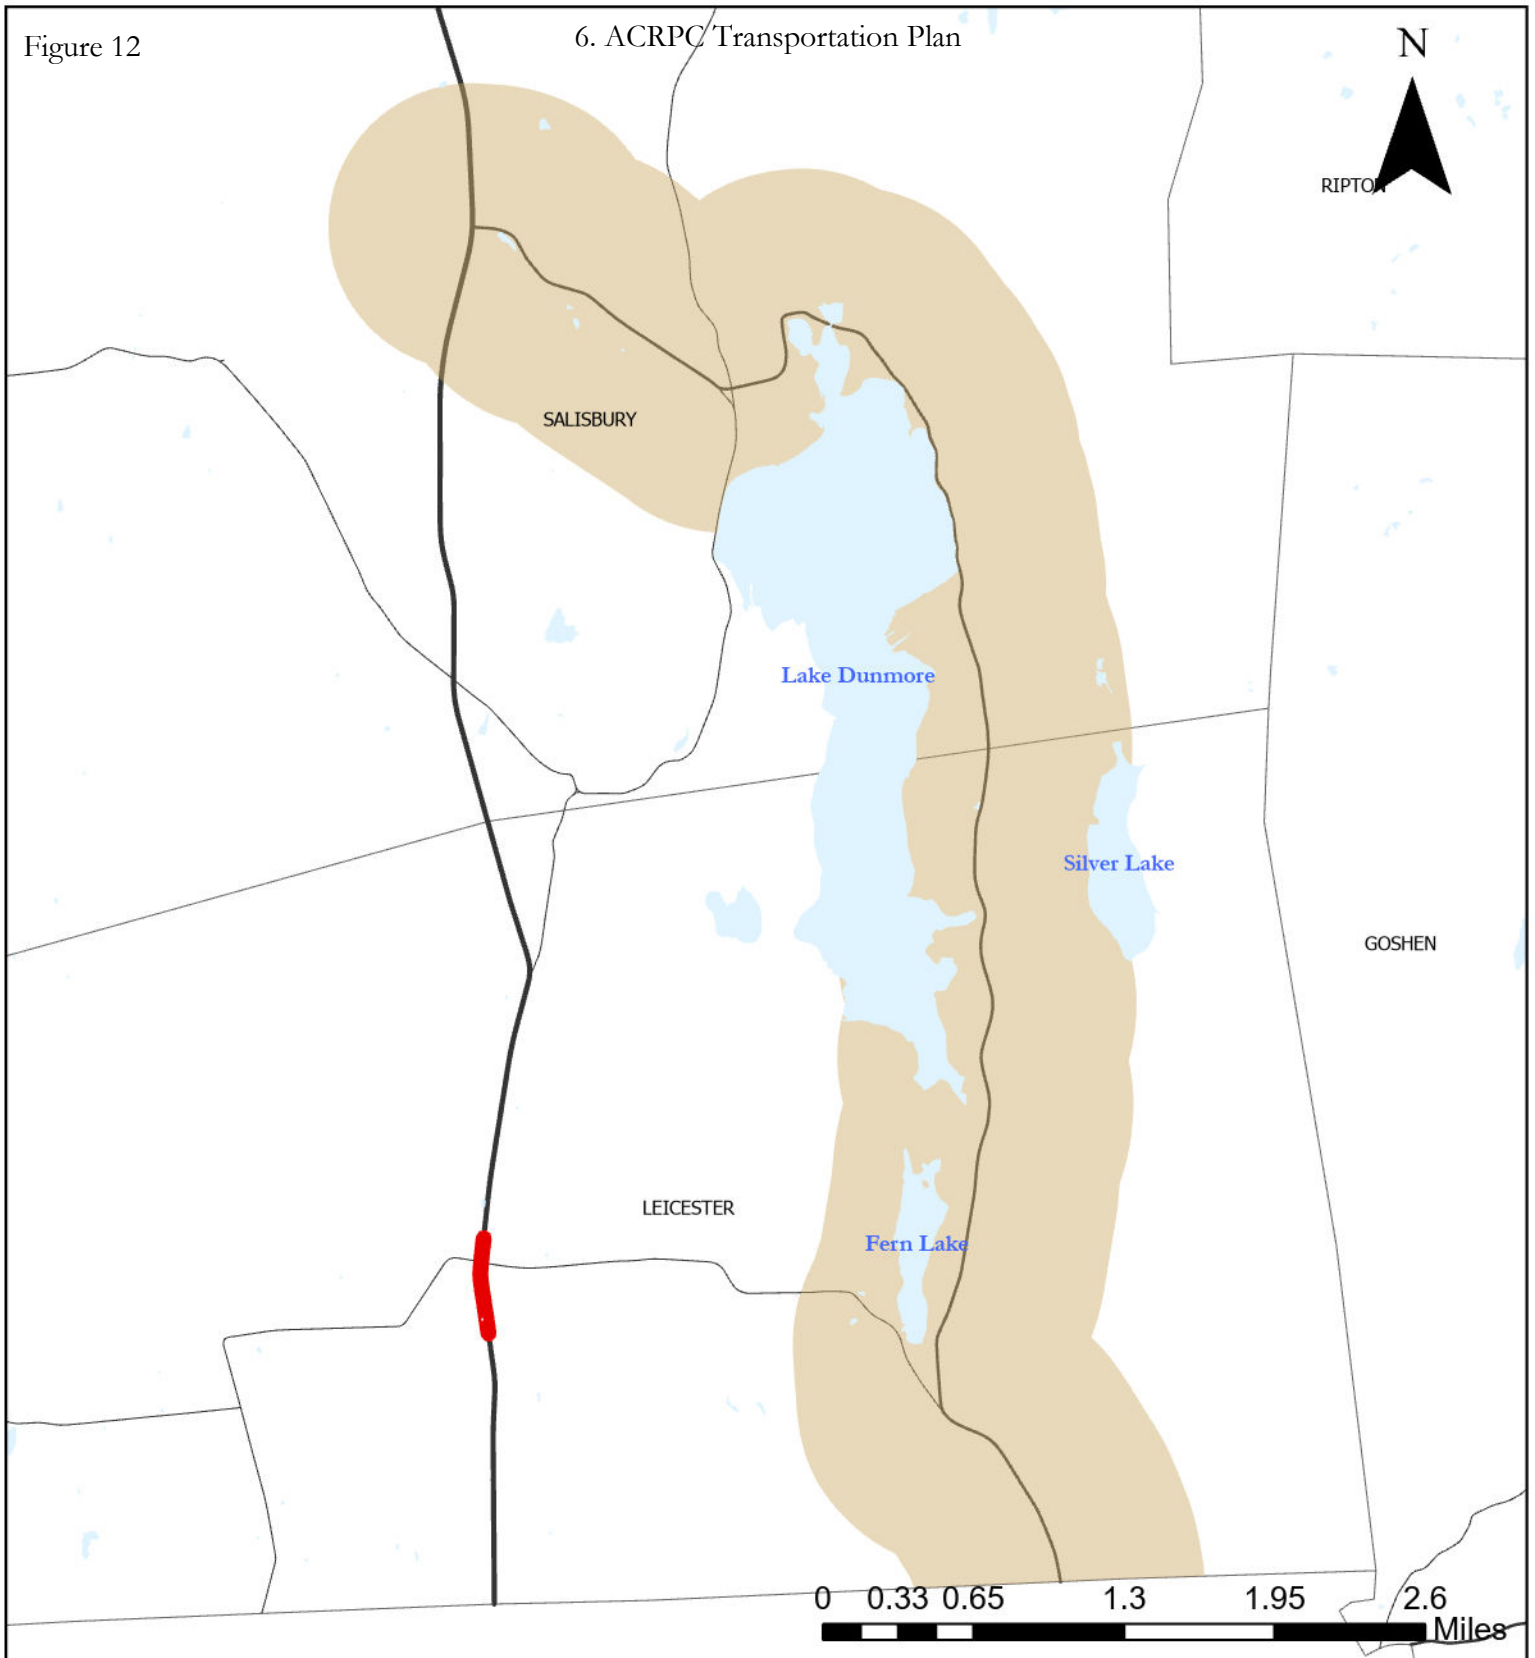 Figure 12
6. ACRPC Transportation Plan
N
RIPTON
SALISBURY
Lake Dunmore
Silver Lake
GOSHEN
LEICESTER
Fern Lake
0 0.33 0.65 1.3 1.95 2.6
Miles